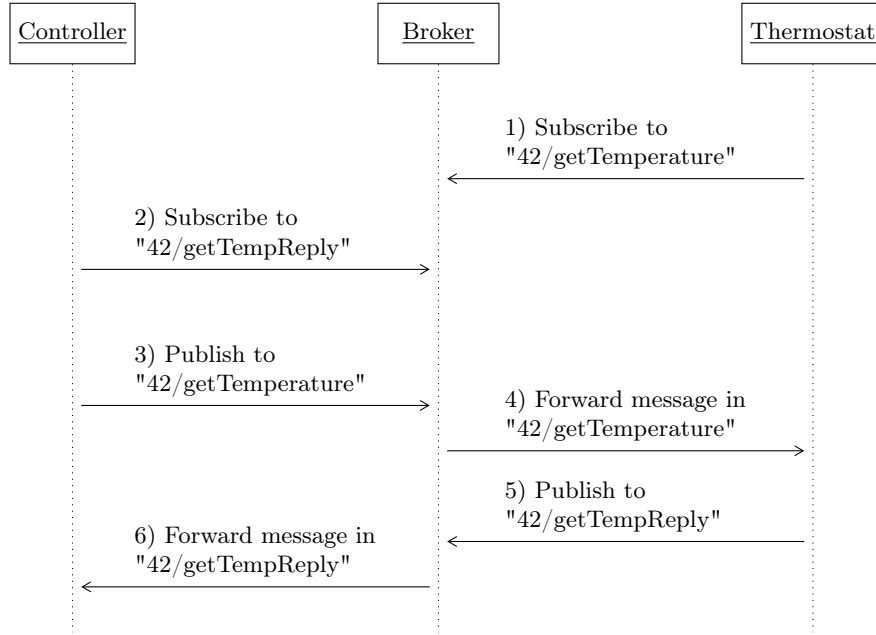 Controller
Broker
Thermostat
1) Subscribe to
"42/getTemperature"
2) Subscribe to
"42/getTempReply"
3) Publish to
"42/getTemperature"
4) Forward message in
"42/getTemperature"
5) Publish to
"42/getTempReply"
6) Forward message in
"42/getTempReply"